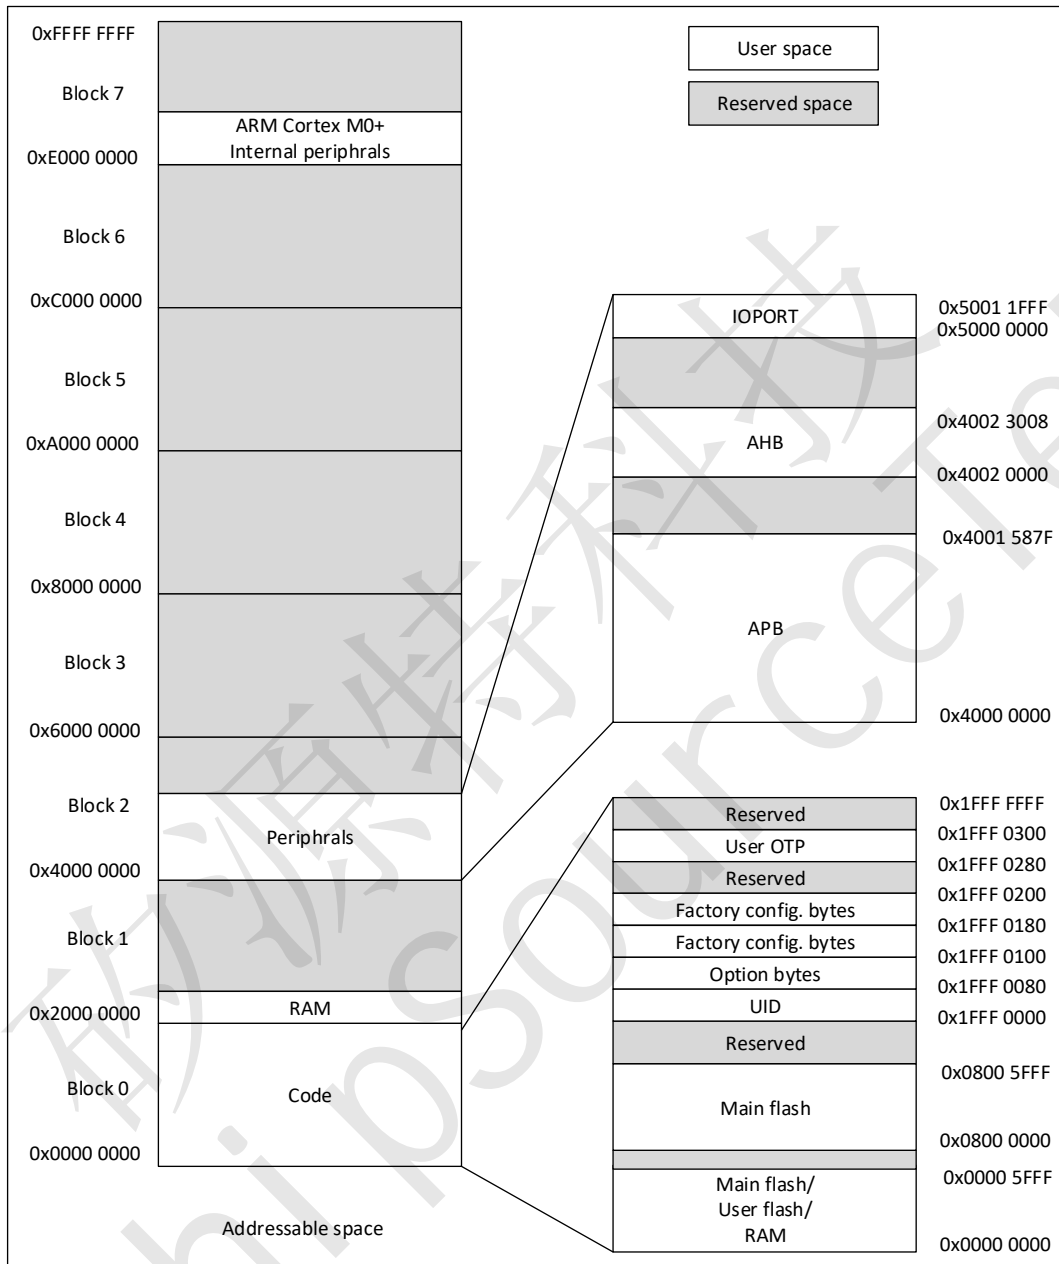 0xFFFF FFFF
Block 7
ARM Cortex M0+
Internal periphrals
0xE000 0000
Block 6
0xC000 0000
Block 5
0xA000 0000
Block 4
0x8000 0000
Block 3
0x6000 0000
Block 2
Periphrals
0x4000 0000
Block 1
RAM
0x2000 0000
Block 0
Code
0x0000 0000
Addressable space
User space
Reserved space
IOPORT
0x5001 1FFF
0x5000 0000
AHB
0x4002 3008
0x4002 0000
0x4001 587F
APB
0x4000 0000
Reserved
0x1FFF FFFF
0x1FFF 0300
User OTP
0x1FFF 0280
Reserved
0x1FFF 0200
Factory config. bytes
0x1FFF 0180
Factory config. bytes
0x1FFF 0100
Option bytes
0x1FFF 0080
UID
0x1FFF 0000
Reserved
0x0800 5FFF
Main flash
0x0800 0000
0x0000 5FFF
Main flash/
User flash/
RAM
0x0000 0000
矽源特科技